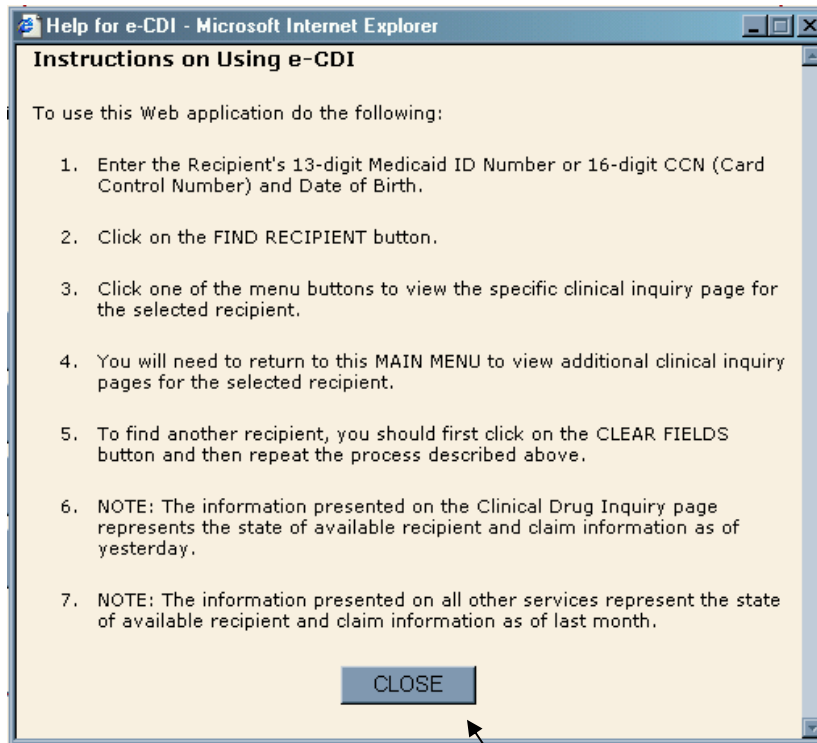 Help for e-CDI - Microsoft Internet Explorer
Instructions on Using e-CDI
To use this Web application do the following:
1. Enter the Recipient's 13-digit Medicaid ID Number or 16-digit CCN (Card
Control Number) and Date of Birth.
2. Click on the FIND RECIPIENT button.
3. Click one of the menu buttons to view the specific clinical inquiry page for
the selected recipient.
4. You will need to return to this MAIN MENU to view additional clinical inquiry
pages for the selected recipient.
5. To find another recipient, you should first click on the CLEAR FIELDS
button and then repeat the process described above.
6. NOTE: The information presented on the Clinical Drug Inquiry page
represents the state of available recipient and claim information as of
yesterday.
7. NOTE: The information presented on all other services represent the state
of available recipient and claim information as of last month.
CLOSE